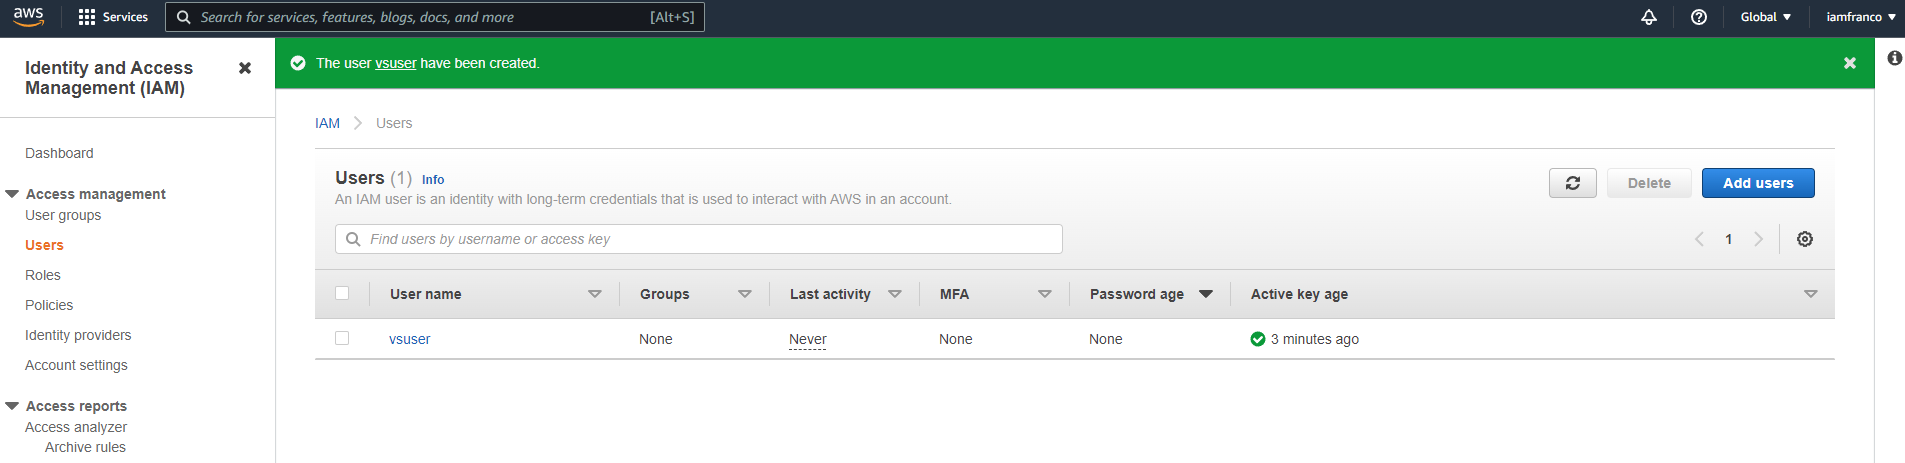 aws Services Search for services, features, blogs, docs, and more [Alt+S] Global iamfranco
Identity and Access
Management (IAM)
The user vsuser have been created.
IAM Users
Dashboard
Access management
User groups
Users
Roles
Policies
Identity providers
Account settings
Access reports
Access analyzer
Archive rules
Users (1) Info
An IAM user is an identity with long-term credentials that is used to interact with AWS in an account.
Delete Add users
Find users by username or access key
1
User name Groups Last activity MFA Password age Active key age
vsuser None Never None None 3 minutes ago